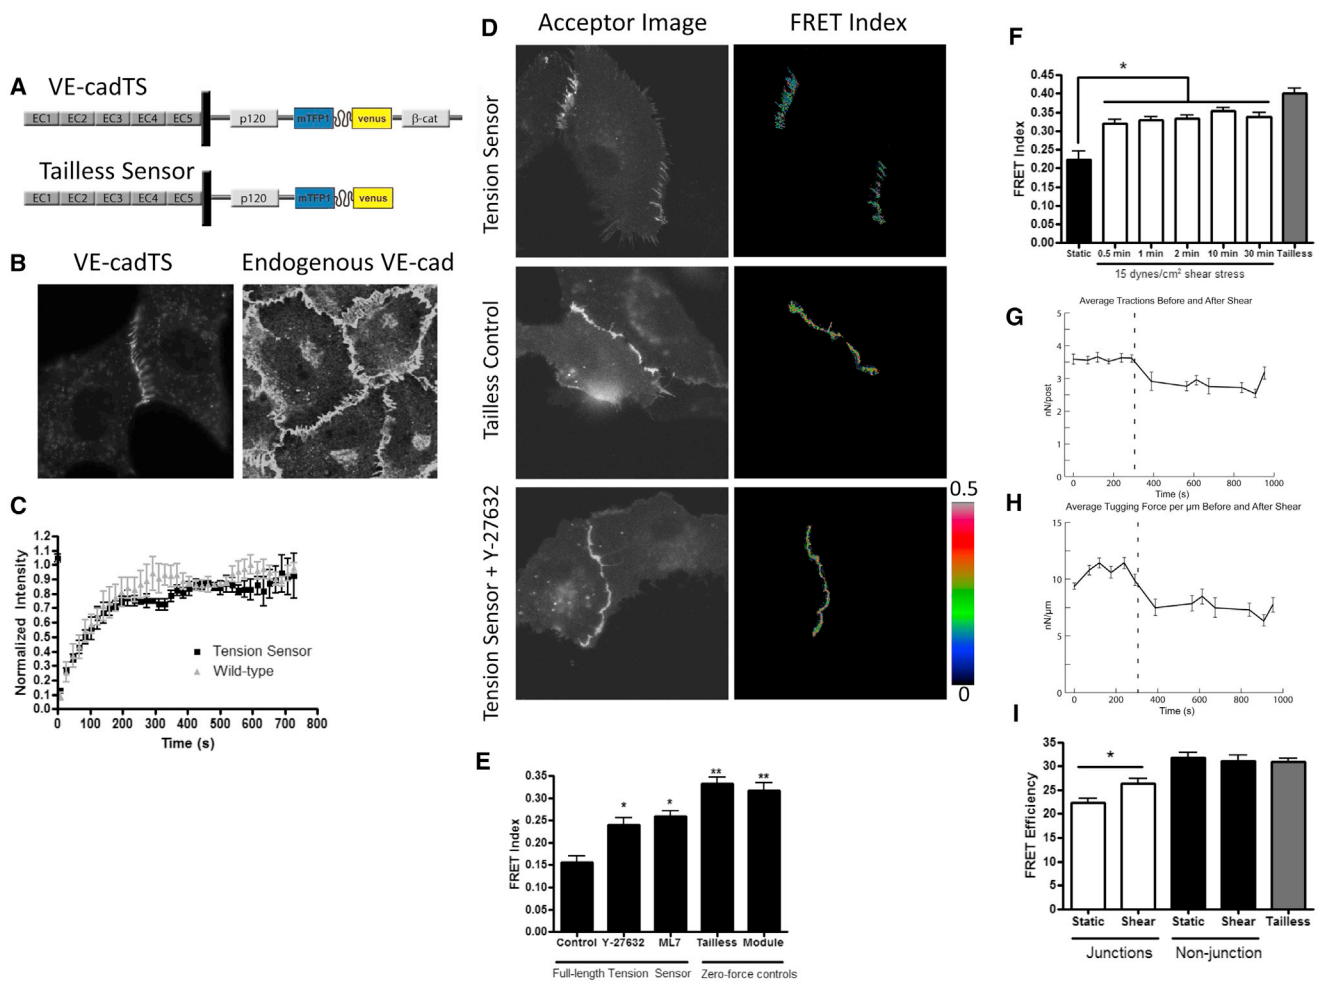 A
VE-cadTS
EC1 EC2 EC3 EC4 EC5 p120 mTFP1 venus β-cat
Tailless Sensor
EC1 EC2 EC3 EC4 EC5 p120 mTFP1 venus
B
VE-cadTS Endogenous VE-cad
C
Normalized Intensity
1.2
1.1
1.0
0.9
0.8
0.7
0.6
0.5
0.4
0.3
0.2
0.1
0.0
Tension Sensor
Wild-type
0 100 200 300 400 500 600 700 800
Time (s)
D
Acceptor Image FRET Index
Tension Sensor
Tailless Control
Tension Sensor + Y-27632
0.5
0
E
FRET Index
0.35
0.30
0.25
0.20
0.15
0.10
0.05
0.00
* * ** **
Control Y-27632 ML7 Tailless Module
Full-length Tension Sensor Zero-force controls
F
FRET Index
0.45
0.40
0.35
0.30
0.25
0.20
0.15
0.10
0.05
0.00
*
Static 0.5 min 1 min 2 min 10 min 30 min Tailless
15 dynes/cm² shear stress
G
Average Tractions Before and After Shear
nN/post
5
4
3
2
1
0
0 200 400 600 800 1000
Time (s)
H
Average Tugging Force per µm Before and After Shear
nN/µm
15
10
5
0
0 200 400 600 800 1000
Time (s)
I
FRET Efficiency
35
30
25
20
15
10
5
0
*
Static Shear Static Shear Tailless
Junctions Non-junction